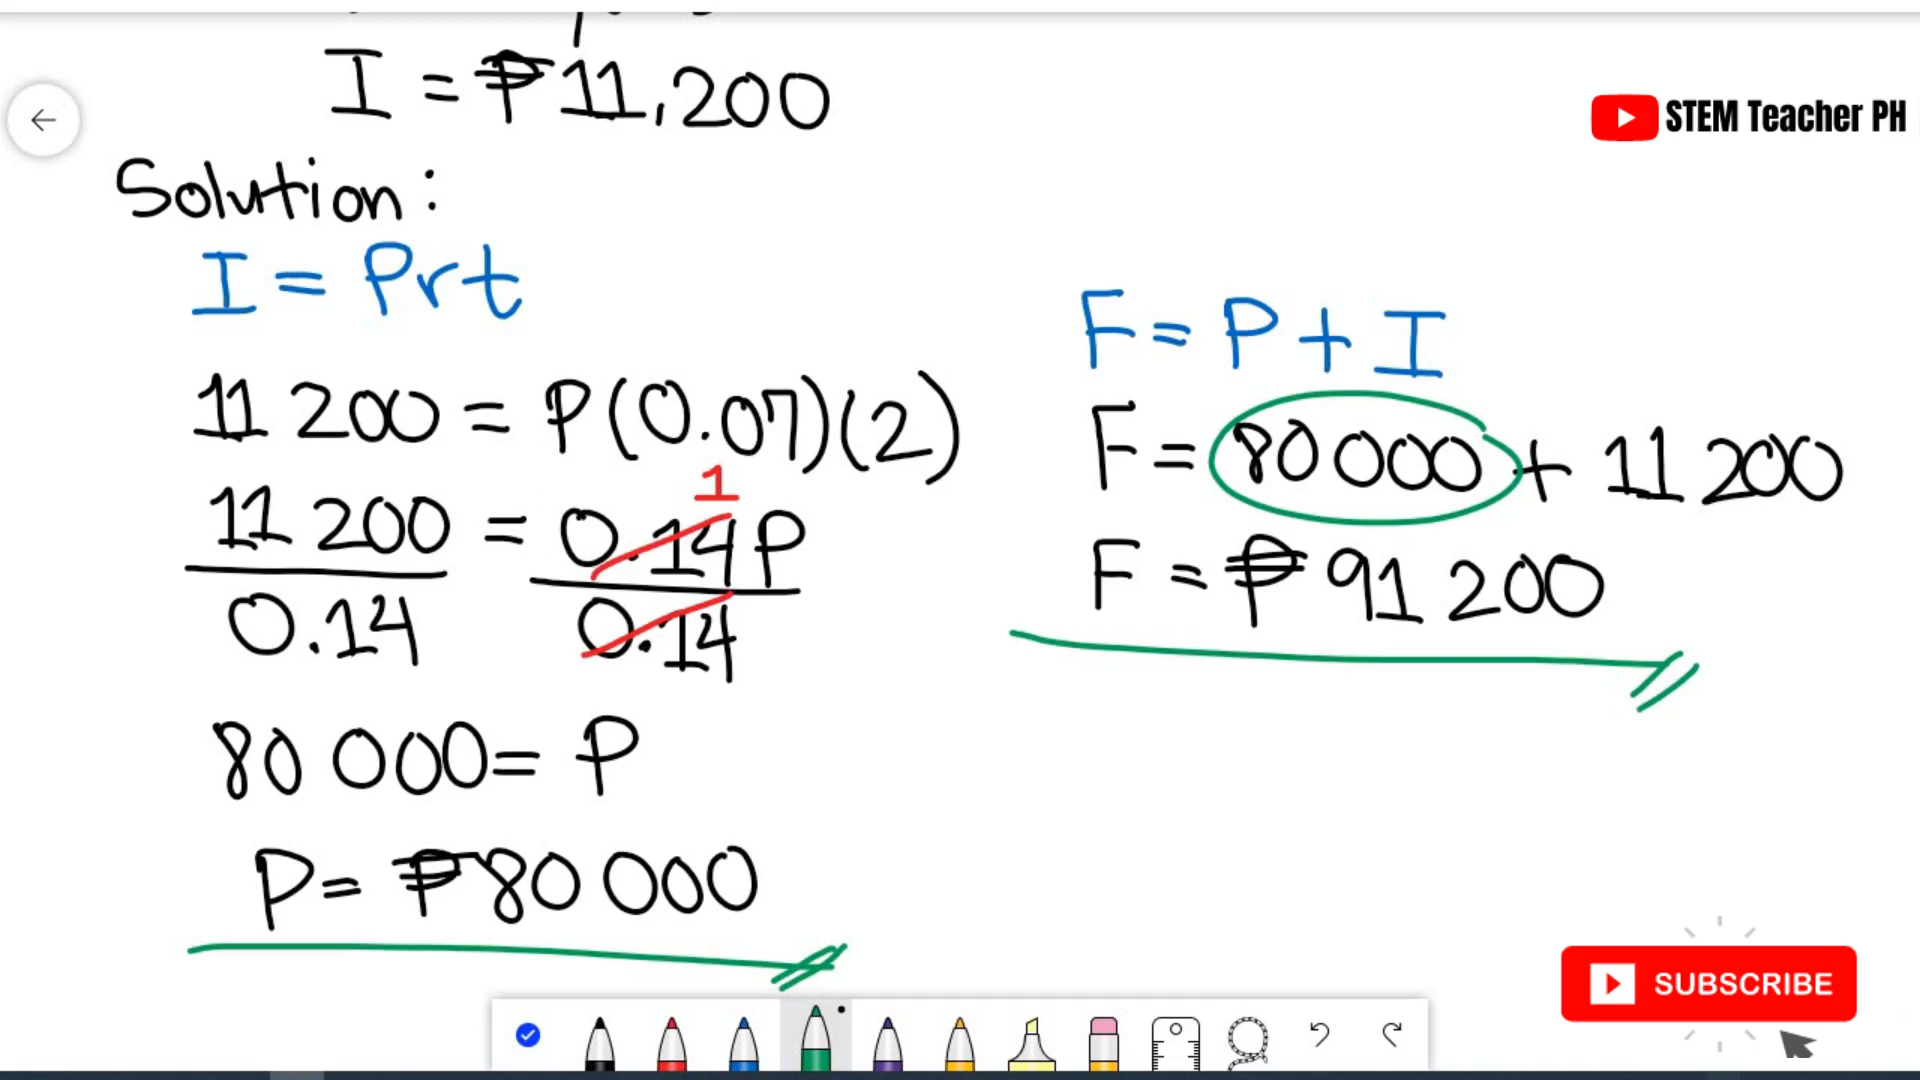 I = ₱11,200
STEM Teacher PH
Solution:
I = Prt
11 200 = P(0.07)(2)
1
11 200 = 0.14P
0.14 0.14
80 000 = P
P = ₱80 000
F = P + I
F = 80 000 + 11 200
F = ₱91 200
SUBSCRIBE